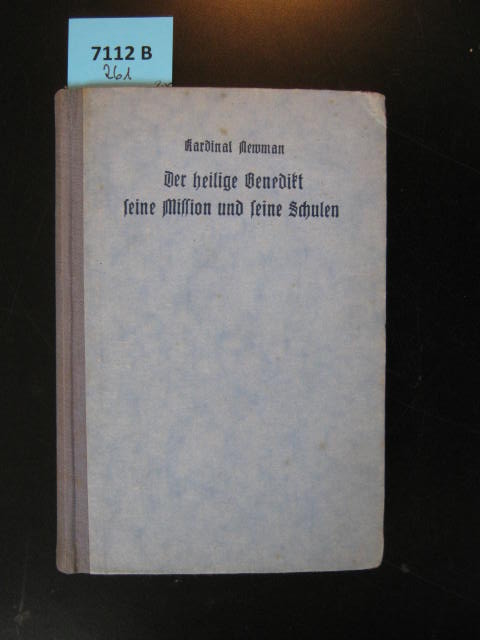 7112 B
261
Kardinal Newman
Der heilige Benedikt
seine Mission und seine Schulen